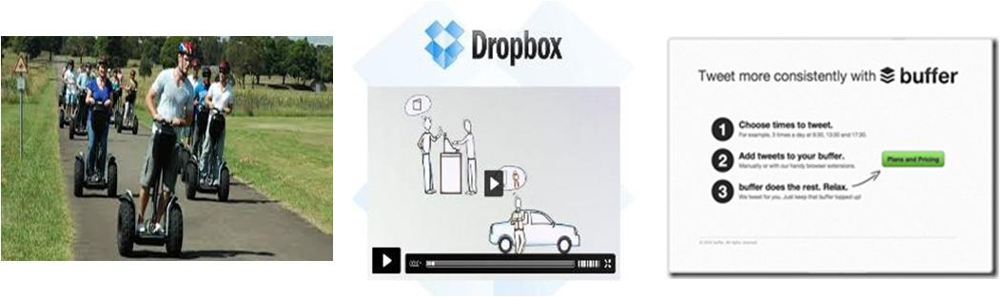 Dropbox
Tweet more consistently with buffer
1 Choose times to tweet.
For example, 3 times a day at 9:30, 13:30 and 17:30.
2 Add tweets to your buffer.
Manually or with our handy browser extensions.
Plans and Pricing
3 buffer does the rest. Relax.
We tweet for you. Just keep that buffer topped up!